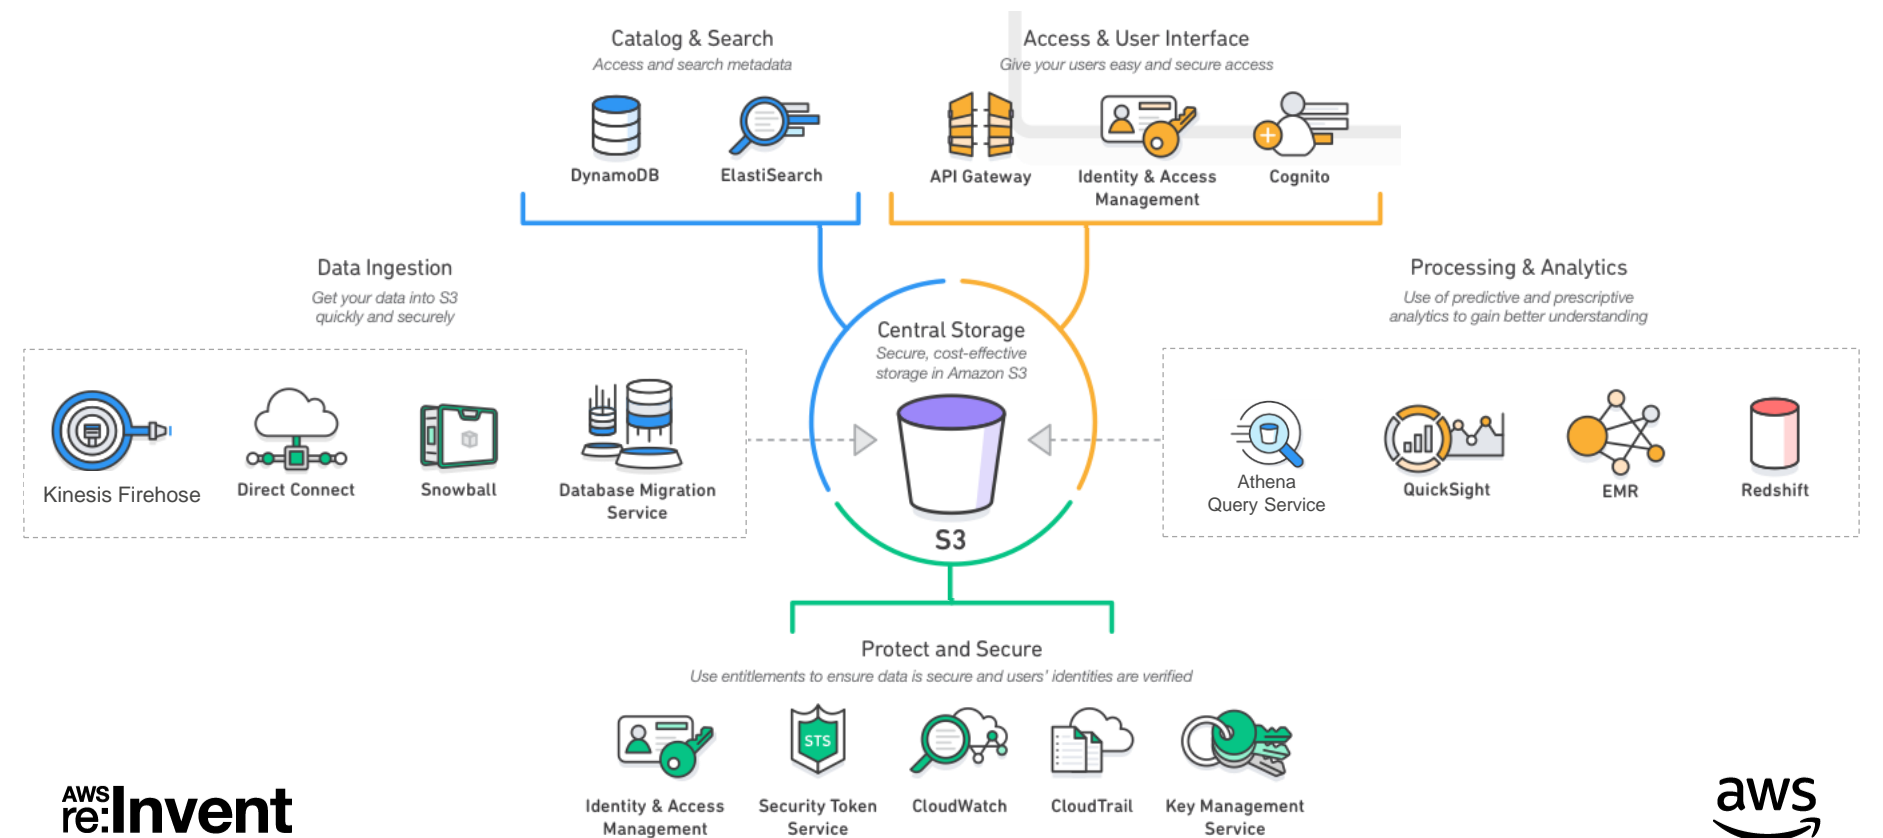 Catalog & Search
Access and search metadata
DynamoDB
ElastiSearch
Access & User Interface
Give your users easy and secure access
API Gateway
Identity & Access
Management
Cognito
Data Ingestion
Get your data into S3
quickly and securely
Kinesis Firehose
Direct Connect
Snowball
Database Migration
Service
Central Storage
Secure, cost-effective
storage in Amazon S3
S3
Processing & Analytics
Use of predictive and prescriptive
analytics to gain better understanding
Athena
Query Service
QuickSight
EMR
Redshift
Protect and Secure
Use entitlements to ensure data is secure and users' identities are verified
Identity & Access
Management
STS
Security Token
Service
CloudWatch
CloudTrail
Key Management
Service
AWS
re:Invent
aws